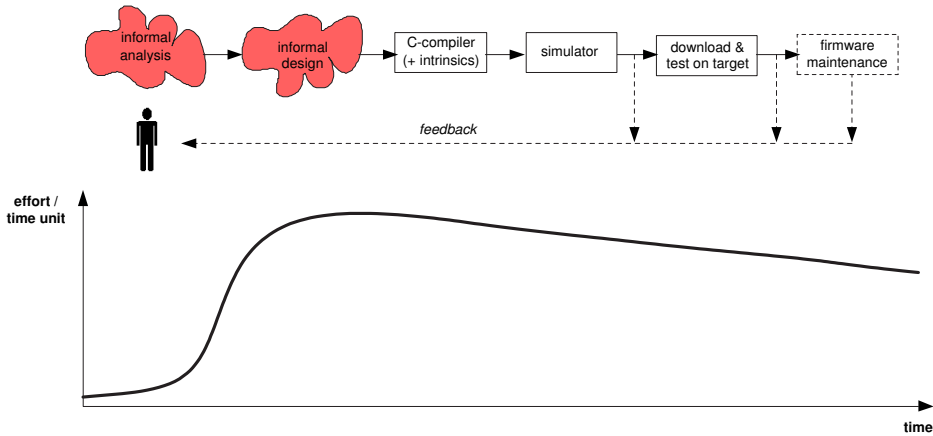 informal
analysis
informal
design
C-compiler
(+ intrinsics)
simulator
download &
test on target
firmware
maintenance
feedback
effort /
time unit
time